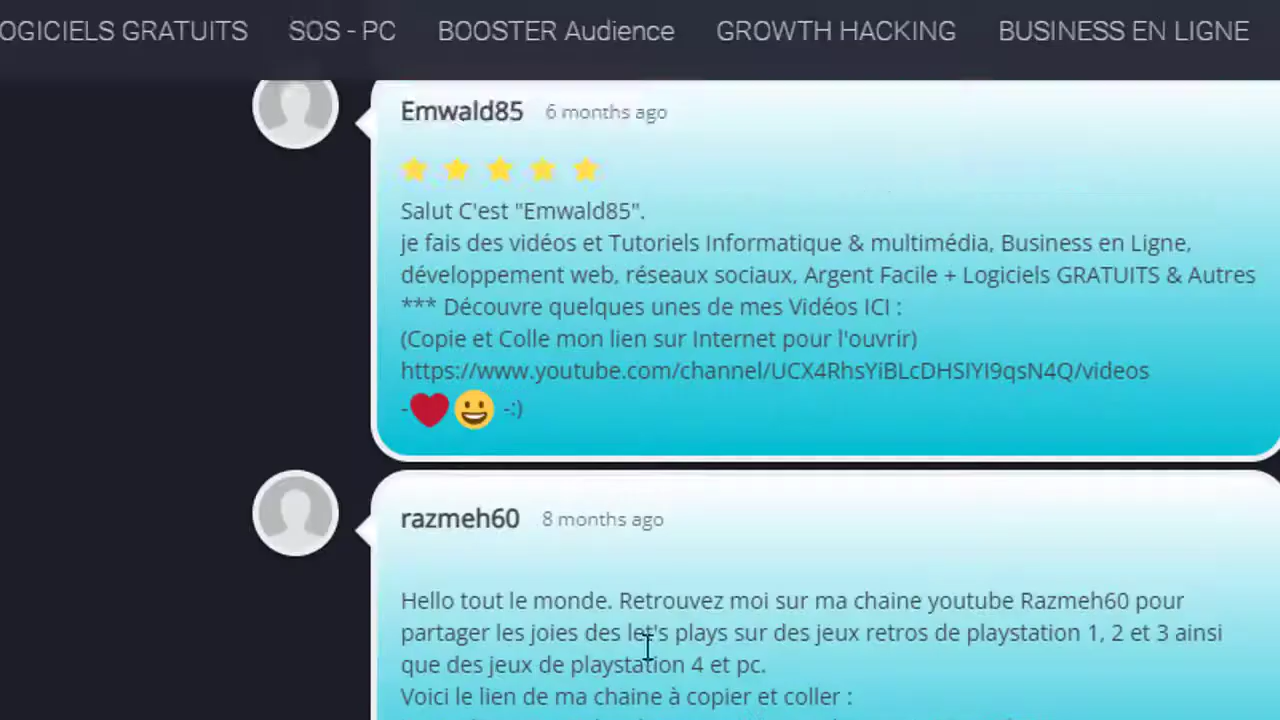 OGICIELS GRATUITS SOS - PC BOOSTER Audience GROWTH HACKING BUSINESS EN LIGNE
Emwald85 6 months ago
Salut C'est "Emwald85".
je fais des vidéos et Tutoriels Informatique & multimédia, Business en Ligne,
développement web, réseaux sociaux, Argent Facile + Logiciels GRATUITS & Autres
*** Découvre quelques unes de mes Vidéos ICI :
(Copie et Colle mon lien sur Internet pour l'ouvrir)
https://www.youtube.com/channel/UCX4RhsYiBLcDHSIYI9qsN4Q/videos
-❤😀 -:)
razmeh60 8 months ago
Hello tout le monde. Retrouvez moi sur ma chaine youtube Razmeh60 pour
partager les joies des let's plays sur des jeux retros de playstation 1, 2 et 3 ainsi
que des jeux de playstation 4 et pc.
Voici le lien de ma chaine à copier et coller :